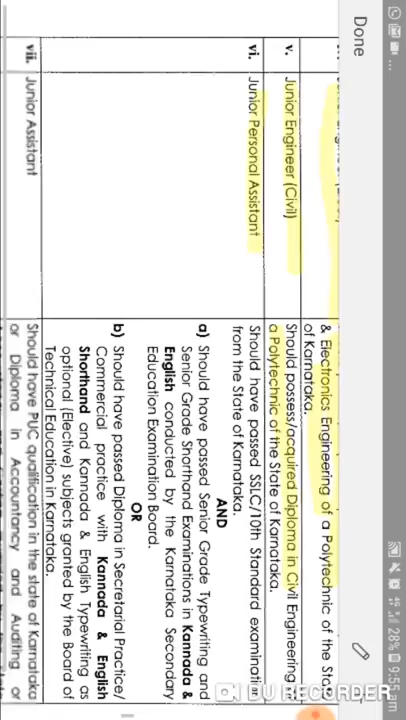 Done
28% 9:55 am
& Electronics Engineering of a Polytechnic of the State
of Karnataka.
v. Junior Engineer (Civil)
Should possess/acquired Diploma in Civil Engineering of
a Polytechnic of the State of Karnataka.
vi. Junior Personal Assistant
Should have passed SSLC/10th Standard examination
from the State of Karnataka.
AND
a) Should have passed Senior Grade Typewriting and
Senior Grade Shorthand Examinations in Kannada &
English conducted by the Karnataka Secondary
Education Examination Board.
OR
b) Should have passed Diploma in Secretarial Practice/
Commercial practice with Kannada & English
Shorthand and Kannada & English Typewriting as
optional (Elective) subjects granted by the Board of
Technical Education in Karnataka.
vii. Junior Assistant
Should have PUC qualification in the state of Karnataka
or Diploma in Accountancy and Auditing or
DU RECORDER